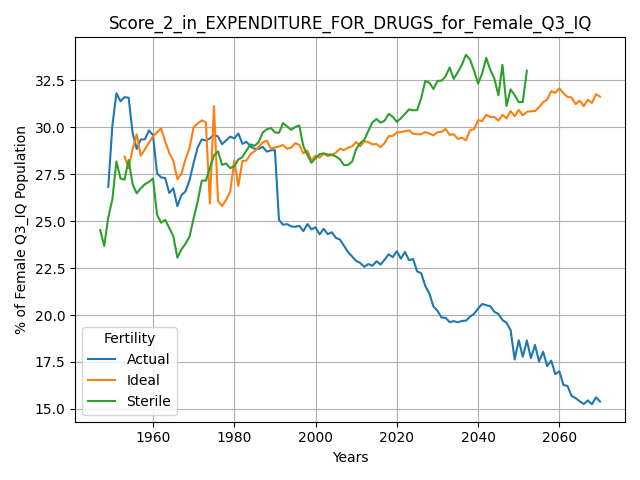 Score_2_in_EXPENDITURE_FOR_DRUGS_for_Female_Q3_IQ
% of Female Q3_IQ Population
32.5
30.0
27.5
25.0
22.5
20.0
17.5
15.0
Fertility
Actual
Ideal
Sterile
1960 1980 2000 2020 2040 2060
Years